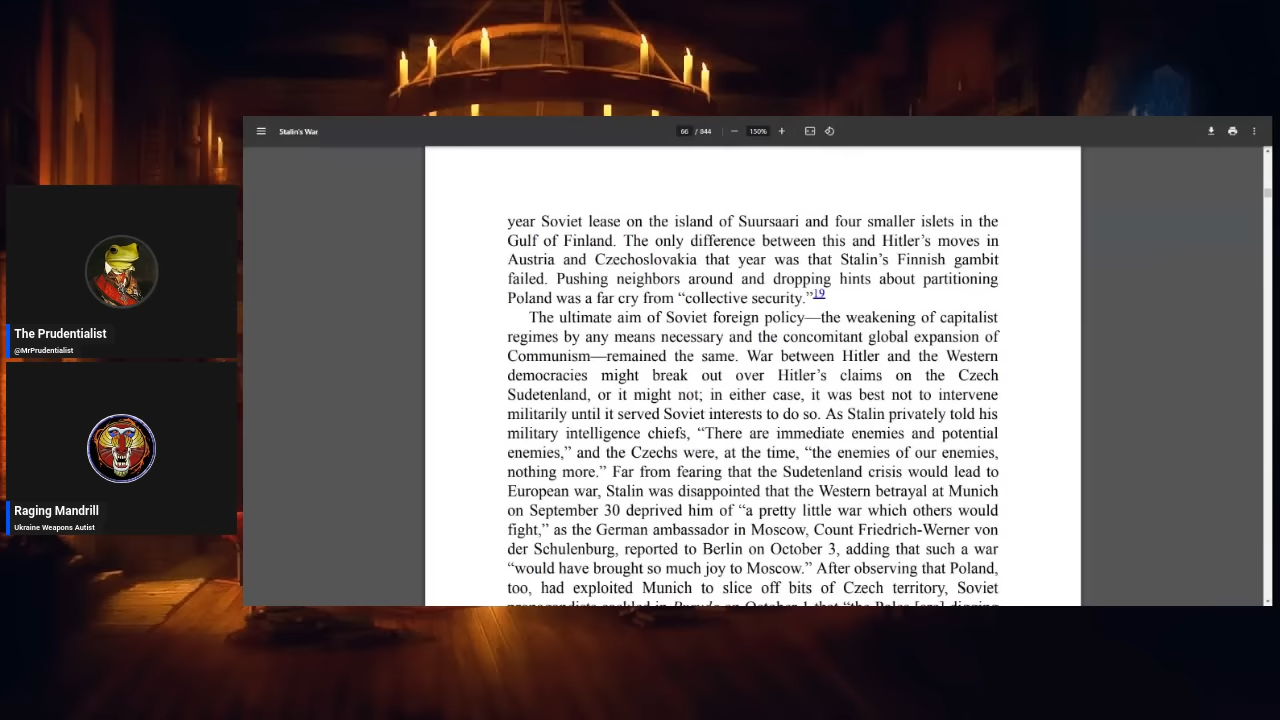 Stalin's War
66 / 844
150%
year Soviet lease on the island of Suursaari and four smaller islets in the
Gulf of Finland. The only difference between this and Hitler’s moves in
Austria and Czechoslovakia that year was that Stalin’s Finnish gambit
failed. Pushing neighbors around and dropping hints about partitioning
Poland was a far cry from “collective security.”19
The ultimate aim of Soviet foreign policy—the weakening of capitalist
regimes by any means necessary and the concomitant global expansion of
Communism—remained the same. War between Hitler and the Western
democracies might break out over Hitler’s claims on the Czech
Sudetenland, or it might not; in either case, it was best not to intervene
militarily until it served Soviet interests to do so. As Stalin privately told his
military intelligence chiefs, “There are immediate enemies and potential
enemies,” and the Czechs were, at the time, “the enemies of our enemies,
nothing more.” Far from fearing that the Sudetenland crisis would lead to
European war, Stalin was disappointed that the Western betrayal at Munich
on September 30 deprived him of “a pretty little war which others would
fight,” as the German ambassador in Moscow, Count Friedrich-Werner von
der Schulenburg, reported to Berlin on October 3, adding that such a war
“would have brought so much joy to Moscow.” After observing that Poland,
too, had exploited Munich to slice off bits of Czech territory, Soviet
The Prudentialist
@MrPrudentialist
Raging Mandrill
Ukraine Weapons Autist